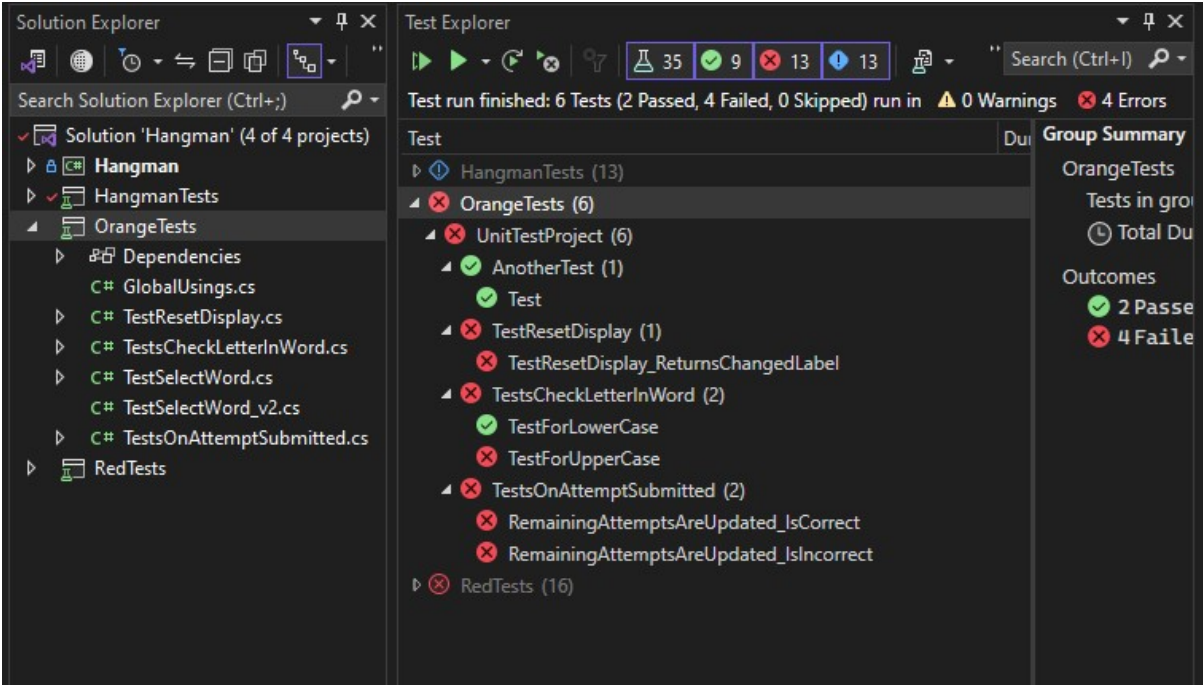 Solution Explorer
Search Solution Explorer (Ctrl+;)
Solution 'Hangman' (4 of 4 projects)
C# Hangman
HangmanTests
OrangeTests
Dependencies
C# GlobalUsings.cs
C# TestResetDisplay.cs
C# TestsCheckLetterInWord.cs
C# TestSelectWord.cs
C# TestSelectWord_v2.cs
C# TestsOnAttemptSubmitted.cs
RedTests
Test Explorer
35 9 13 13 Search (Ctrl+I)
Test run finished: 6 Tests (2 Passed, 4 Failed, 0 Skipped) run in 0 Warnings 4 Errors
Test Du
HangmanTests (13)
OrangeTests (6)
UnitTestProject (6)
AnotherTest (1)
Test
TestResetDisplay (1)
TestResetDisplay_ReturnsChangedLabel
TestsCheckLetterInWord (2)
TestForLowerCase
TestForUpperCase
TestsOnAttemptSubmitted (2)
RemainingAttemptsAreUpdated_IsCorrect
RemainingAttemptsAreUpdated_IsIncorrect
RedTests (16)
Group Summary
OrangeTests
Tests in grou
Total Du
Outcomes
2 Passe
4 Faile